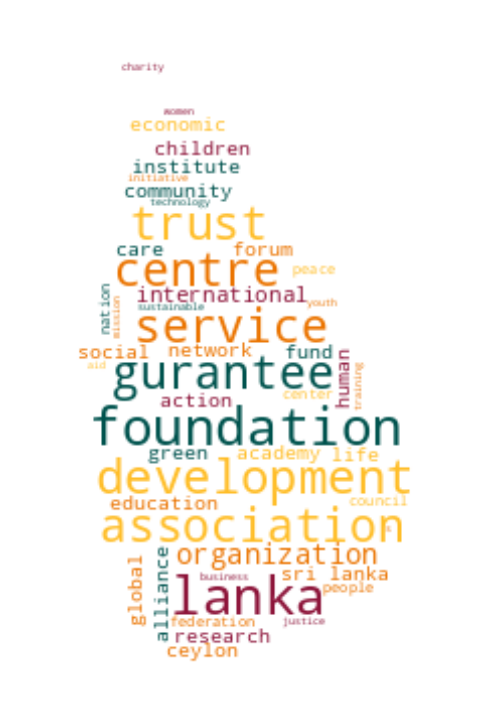 charity
women
economic
children
institute
initiative
community
technology
trust
care forum
centre peace
international
nation mission sustainable youth
service
social network fund
aid gurantee human training
center
action
foundation
green academy life
development
education council
association
organization
global alliance business sri lanka
lanka people
federation justice
research
ceylon